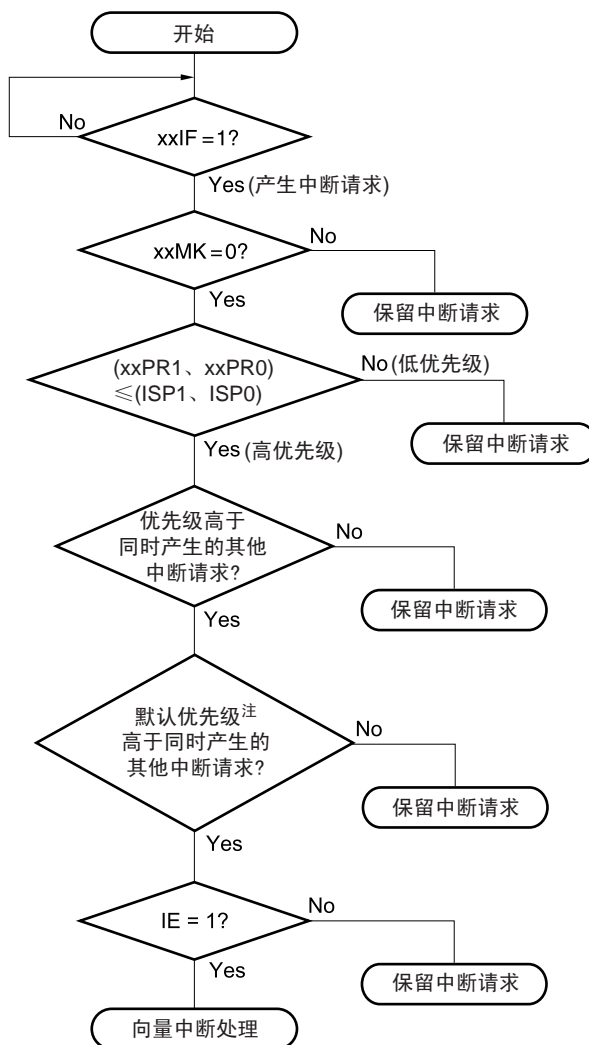 开始
No
xxIF=1?
Yes(产生中断请求)
xxMK=0?
No
Yes
保留中断请求
(xxPR1、xxPR0)
≤(ISP1、ISP0)
No(低优先级)
保留中断请求
Yes(高优先级)
优先级高于
同时产生的其他
中断请求?
No
保留中断请求
Yes
默认优先级注
高于同时产生的
其他中断请求?
No
保留中断请求
Yes
IE = 1?
No
保留中断请求
Yes
向量中断处理